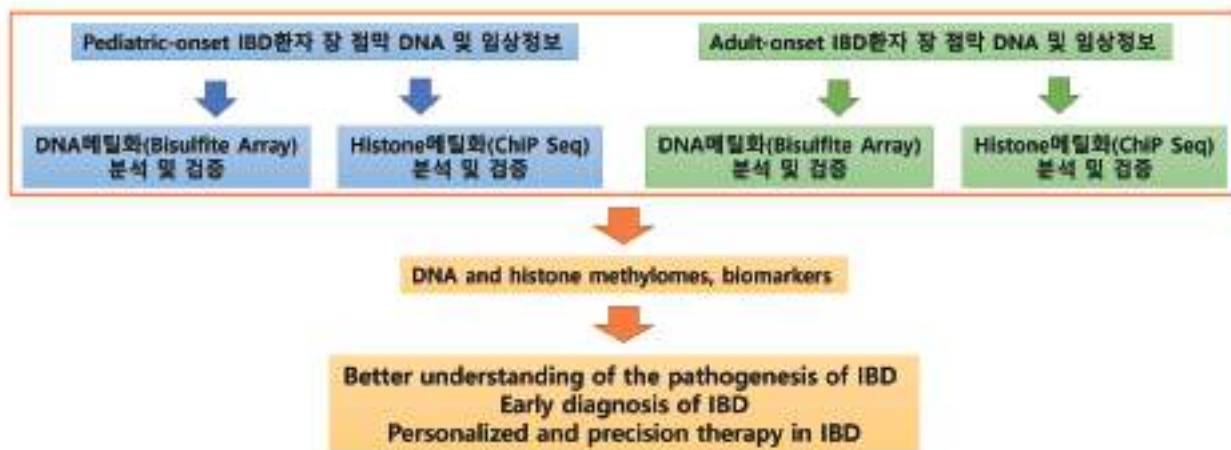 Pediatric-onset IBD환자 장 점막 DNA 및 임상정보
Adult-onset IBD환자 장 점막 DNA 및 임상정보
DNA메틸화(Bisulfite Array)
분석 및 검증
Histone메틸화(ChiP Seq)
분석 및 검증
DNA메틸화(Bisulfite Array)
분석 및 검증
Histone메틸화(ChiP Seq)
분석 및 검증
DNA and histone methylomes, biomarkers
Better understanding of the pathogenesis of IBD
Early diagnosis of IBD
Personalized and precision therapy in IBD